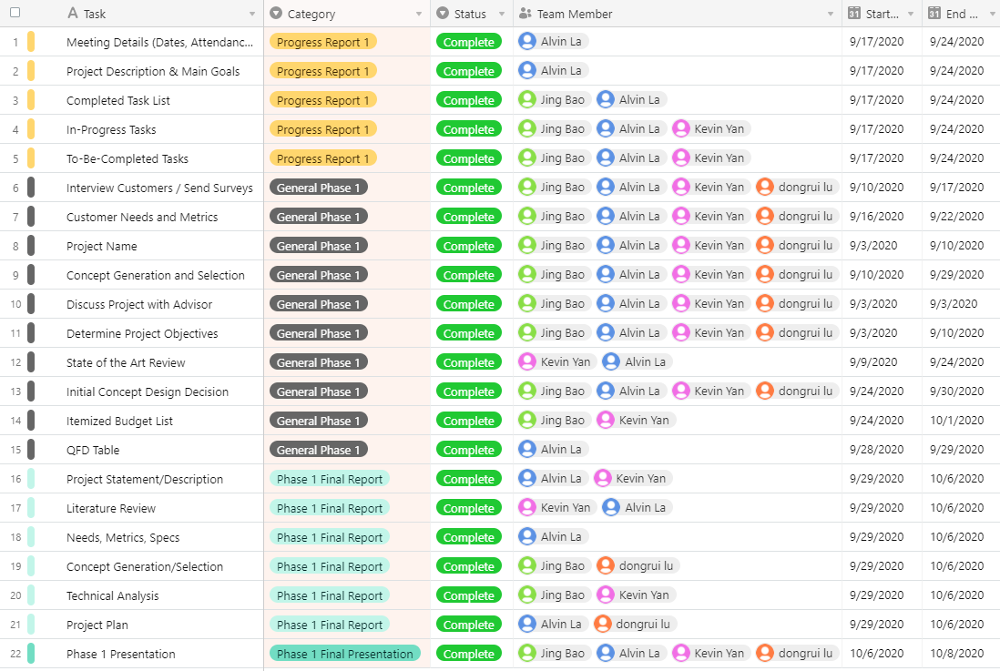 Task Category Status Team Member 31 Start... 31 End ...
1 Meeting Details (Dates, Attendanc... Progress Report 1 Complete Alvin La 9/17/2020 9/24/2020
2 Project Description & Main Goals Progress Report 1 Complete Alvin La 9/17/2020 9/24/2020
3 Completed Task List Progress Report 1 Complete Jing Bao Alvin La 9/17/2020 9/24/2020
4 In-Progress Tasks Progress Report 1 Complete Jing Bao Alvin La Kevin Yan 9/17/2020 9/24/2020
5 To-Be-Completed Tasks Progress Report 1 Complete Jing Bao Alvin La Kevin Yan 9/17/2020 9/24/2020
6 Interview Customers / Send Surveys General Phase 1 Complete Jing Bao Alvin La Kevin Yan dongrui lu 9/10/2020 9/17/2020
7 Customer Needs and Metrics General Phase 1 Complete Jing Bao Alvin La Kevin Yan dongrui lu 9/16/2020 9/22/2020
8 Project Name General Phase 1 Complete Jing Bao Alvin La Kevin Yan dongrui lu 9/3/2020 9/10/2020
9 Concept Generation and Selection General Phase 1 Complete Jing Bao Alvin La Kevin Yan dongrui lu 9/10/2020 9/29/2020
10 Discuss Project with Advisor General Phase 1 Complete Jing Bao Alvin La Kevin Yan dongrui lu 9/3/2020 9/3/2020
11 Determine Project Objectives General Phase 1 Complete Jing Bao Alvin La Kevin Yan dongrui lu 9/3/2020 9/10/2020
12 State of the Art Review General Phase 1 Complete Kevin Yan Alvin La 9/9/2020 9/24/2020
13 Initial Concept Design Decision General Phase 1 Complete Jing Bao Alvin La Kevin Yan dongrui lu 9/24/2020 9/30/2020
14 Itemized Budget List General Phase 1 Complete Jing Bao Kevin Yan 9/24/2020 10/1/2020
15 QFD Table General Phase 1 Complete Alvin La 9/28/2020 9/29/2020
16 Project Statement/Description Phase 1 Final Report Complete Alvin La Kevin Yan 9/29/2020 10/6/2020
17 Literature Review Phase 1 Final Report Complete Kevin Yan Alvin La 9/29/2020 10/6/2020
18 Needs, Metrics, Specs Phase 1 Final Report Complete Alvin La 9/29/2020 10/6/2020
19 Concept Generation/Selection Phase 1 Final Report Complete Jing Bao dongrui lu 9/29/2020 10/6/2020
20 Technical Analysis Phase 1 Final Report Complete Jing Bao Kevin Yan 9/29/2020 10/6/2020
21 Project Plan Phase 1 Final Report Complete Alvin La dongrui lu 9/29/2020 10/6/2020
22 Phase 1 Presentation Phase 1 Final Presentation Complete Jing Bao Alvin La Kevin Yan dongrui lu 10/6/2020 10/8/2020